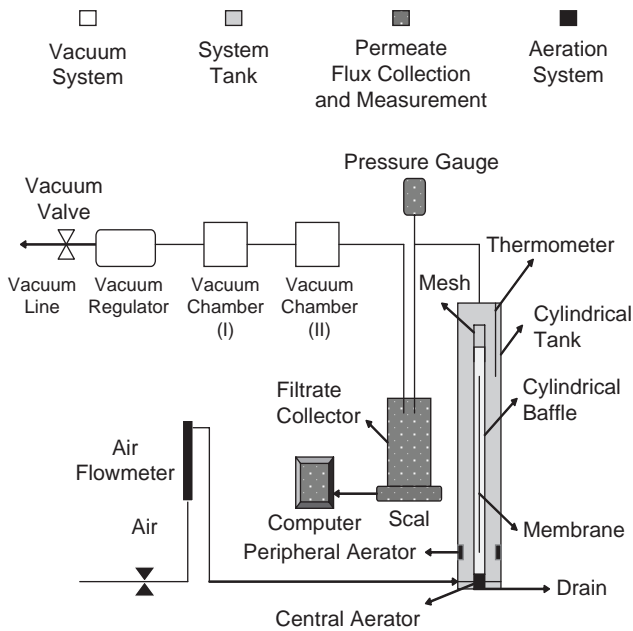 Vacuum
System
System
Tank
Permeate
Flux Collection
and Measurement
Aeration
System
Pressure Gauge
Vacuum
Valve
Thermometer
Vacuum
Line
Vacuum
Regulator
Vacuum
Chamber
(I)
Vacuum
Chamber
(II)
Mesh
Cylindrical
Tank
Filtrate
Collector
Cylindrical
Baffle
Air
Flowmeter
Computer
Scal
Membrane
Air
Peripheral Aerator
Drain
Central Aerator